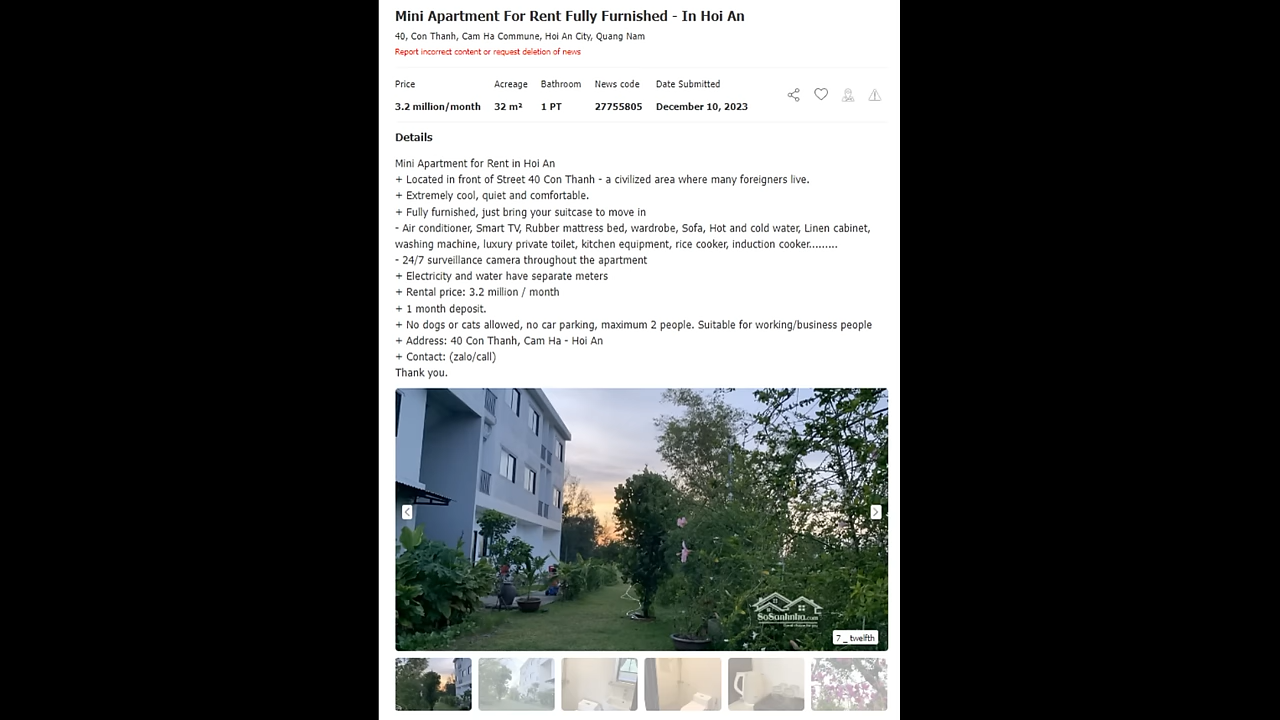 Mini Apartment For Rent Fully Furnished - In Hoi An
40, Con Thanh, Cam Ha Commune, Hoi An City, Quang Nam
Report incorrect content or request deletion of news
Price Acreage Bathroom News code Date Submitted
3.2 million/month 32 m² 1 PT 27755805 December 10, 2023
Details
Mini Apartment for Rent in Hoi An
+ Located in front of Street 40 Con Thanh - a civilized area where many foreigners live.
+ Extremely cool, quiet and comfortable.
+ Fully furnished, just bring your suitcase to move in
- Air conditioner, Smart TV, Rubber mattress bed, wardrobe, Sofa, Hot and cold water, Linen cabinet,
washing machine, luxury private toilet, kitchen equipment, rice cooker, induction cooker.........
- 24/7 surveillance camera throughout the apartment
+ Electricity and water have separate meters
+ Rental price: 3.2 million / month
+ 1 month deposit.
+ No dogs or cats allowed, no car parking, maximum 2 people. Suitable for working/business people
+ Address: 40 Con Thanh, Cam Ha - Hoi An
+ Contact: (zalo/call)
Thank you.
SoSanhnha.com
7 _ twelfth